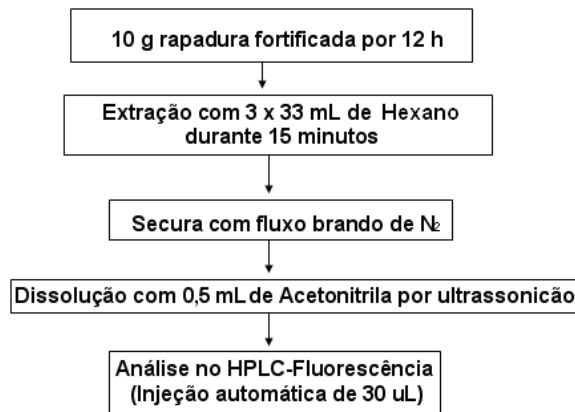 10 g rapadura fortificada por 12 h
Extração com 3 x 33 mL de Hexano
durante 15 minutos
Secura com fluxo brando de N₂
Dissolução com 0,5 mL de Acetonitrila por ultrassonicão
Análise no HPLC-Fluorescência
(Injeção automática de 30 uL)